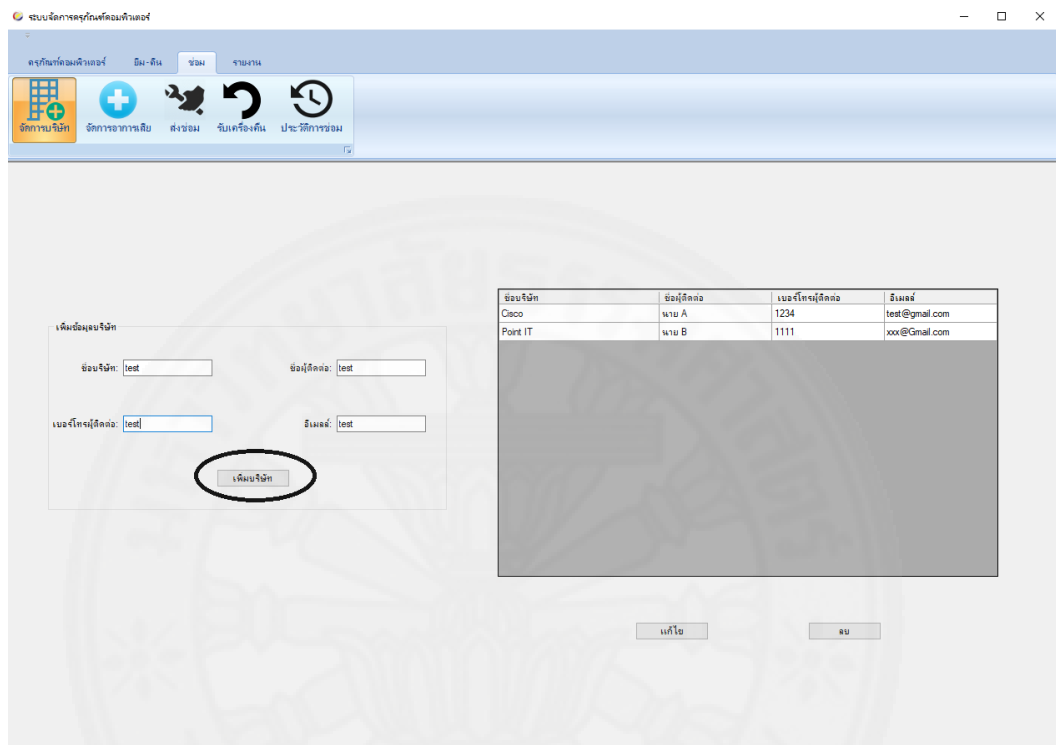 ระบบจัดการครุภัณฑ์คอมพิวเตอร์
ครุภัณฑ์คอมพิวเตอร์ ยืม-คืน ซ่อม รายงาน
จัดการบริษัท จัดการอาการเสีย ส่งซ่อม รับเครื่องคืน ประวัติการซ่อม
ชื่อบริษัท ชื่อผู้ติดต่อ เบอร์โทรผู้ติดต่อ อีเมลล์
Cisco นาย A 1234 test@gmail.com
Point IT นาย B 1111 xxx@Gmail.com
เพิ่มข้อมูลบริษัท
ชื่อบริษัท: test ชื่อผู้ติดต่อ: test
เบอร์โทรผู้ติดต่อ: test อีเมลล์: test
เพิ่มบริษัท
แก้ไข ลบ